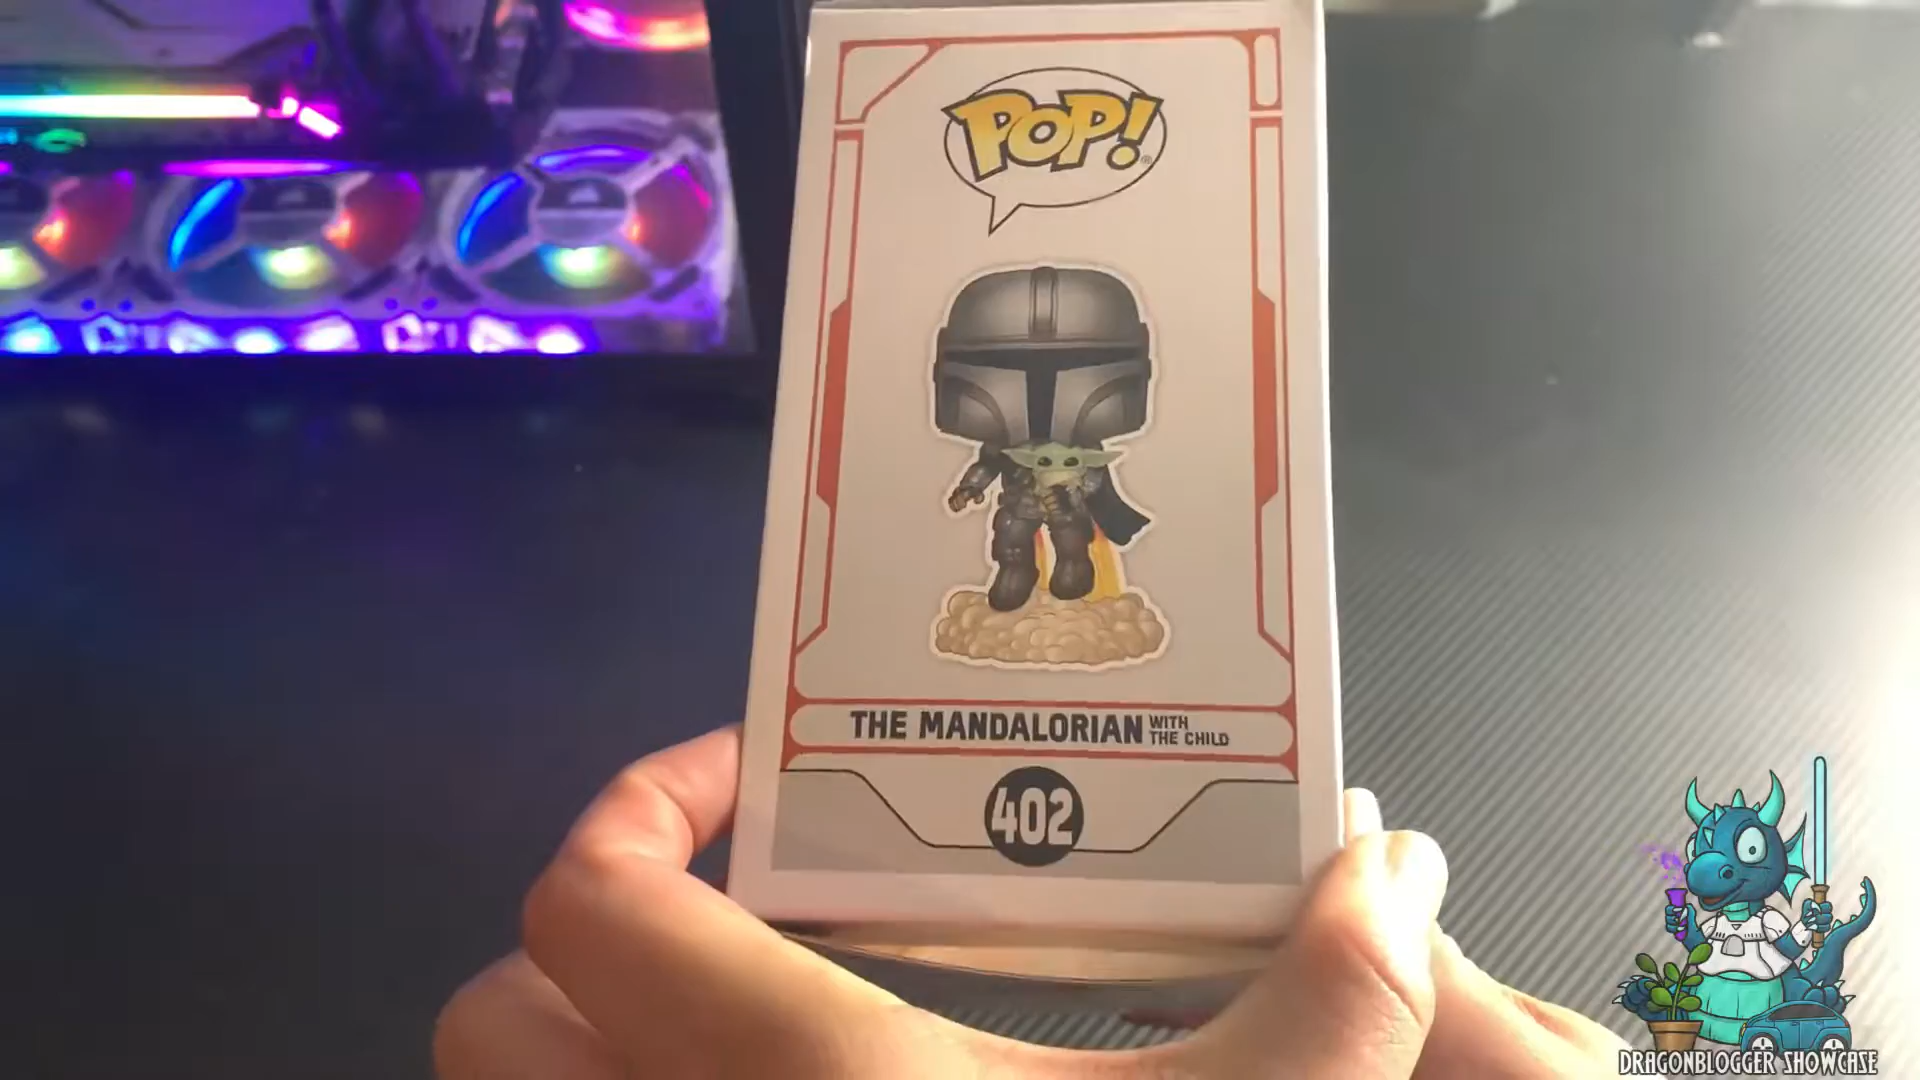 POP!
THE MANDALORIAN WITH
THE CHILD
402
DRAGONBLOGGER SHOWCASE